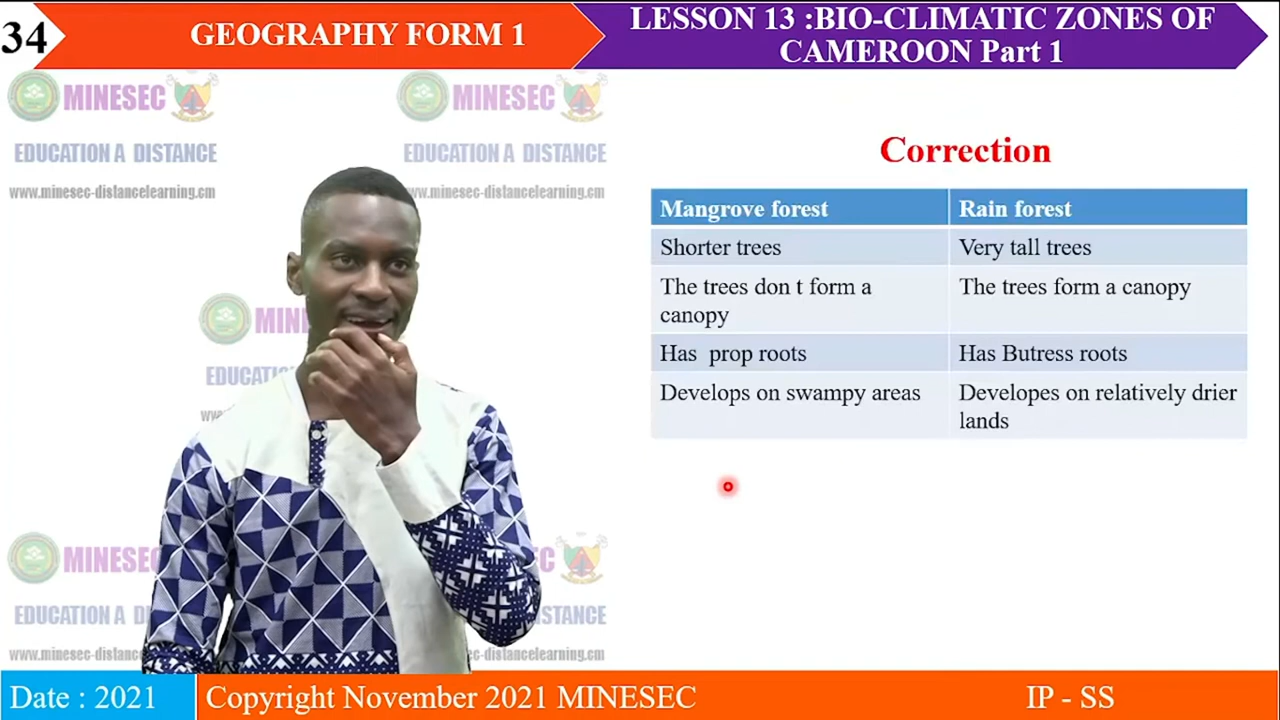 34
GEOGRAPHY FORM 1
LESSON 13 :BIO-CLIMATIC ZONES OF
CAMEROON Part 1
MINESEC
EDUCATION A DISTANCE
www.minesec-distancelearning.cm
MINESEC
EDUCATION A DISTANCE
www.minesec-distancelearning.cm
Correction
Mangrove forest
Rain forest
Shorter trees
Very tall trees
The trees don t form a
canopy
The trees form a canopy
Has prop roots
Has Butress roots
Develops on swampy areas
Developes on relatively drier
lands
MINESEC
EDUCATION A
Date : 2021
Copyright November 2021 MINESEC
IP - SS